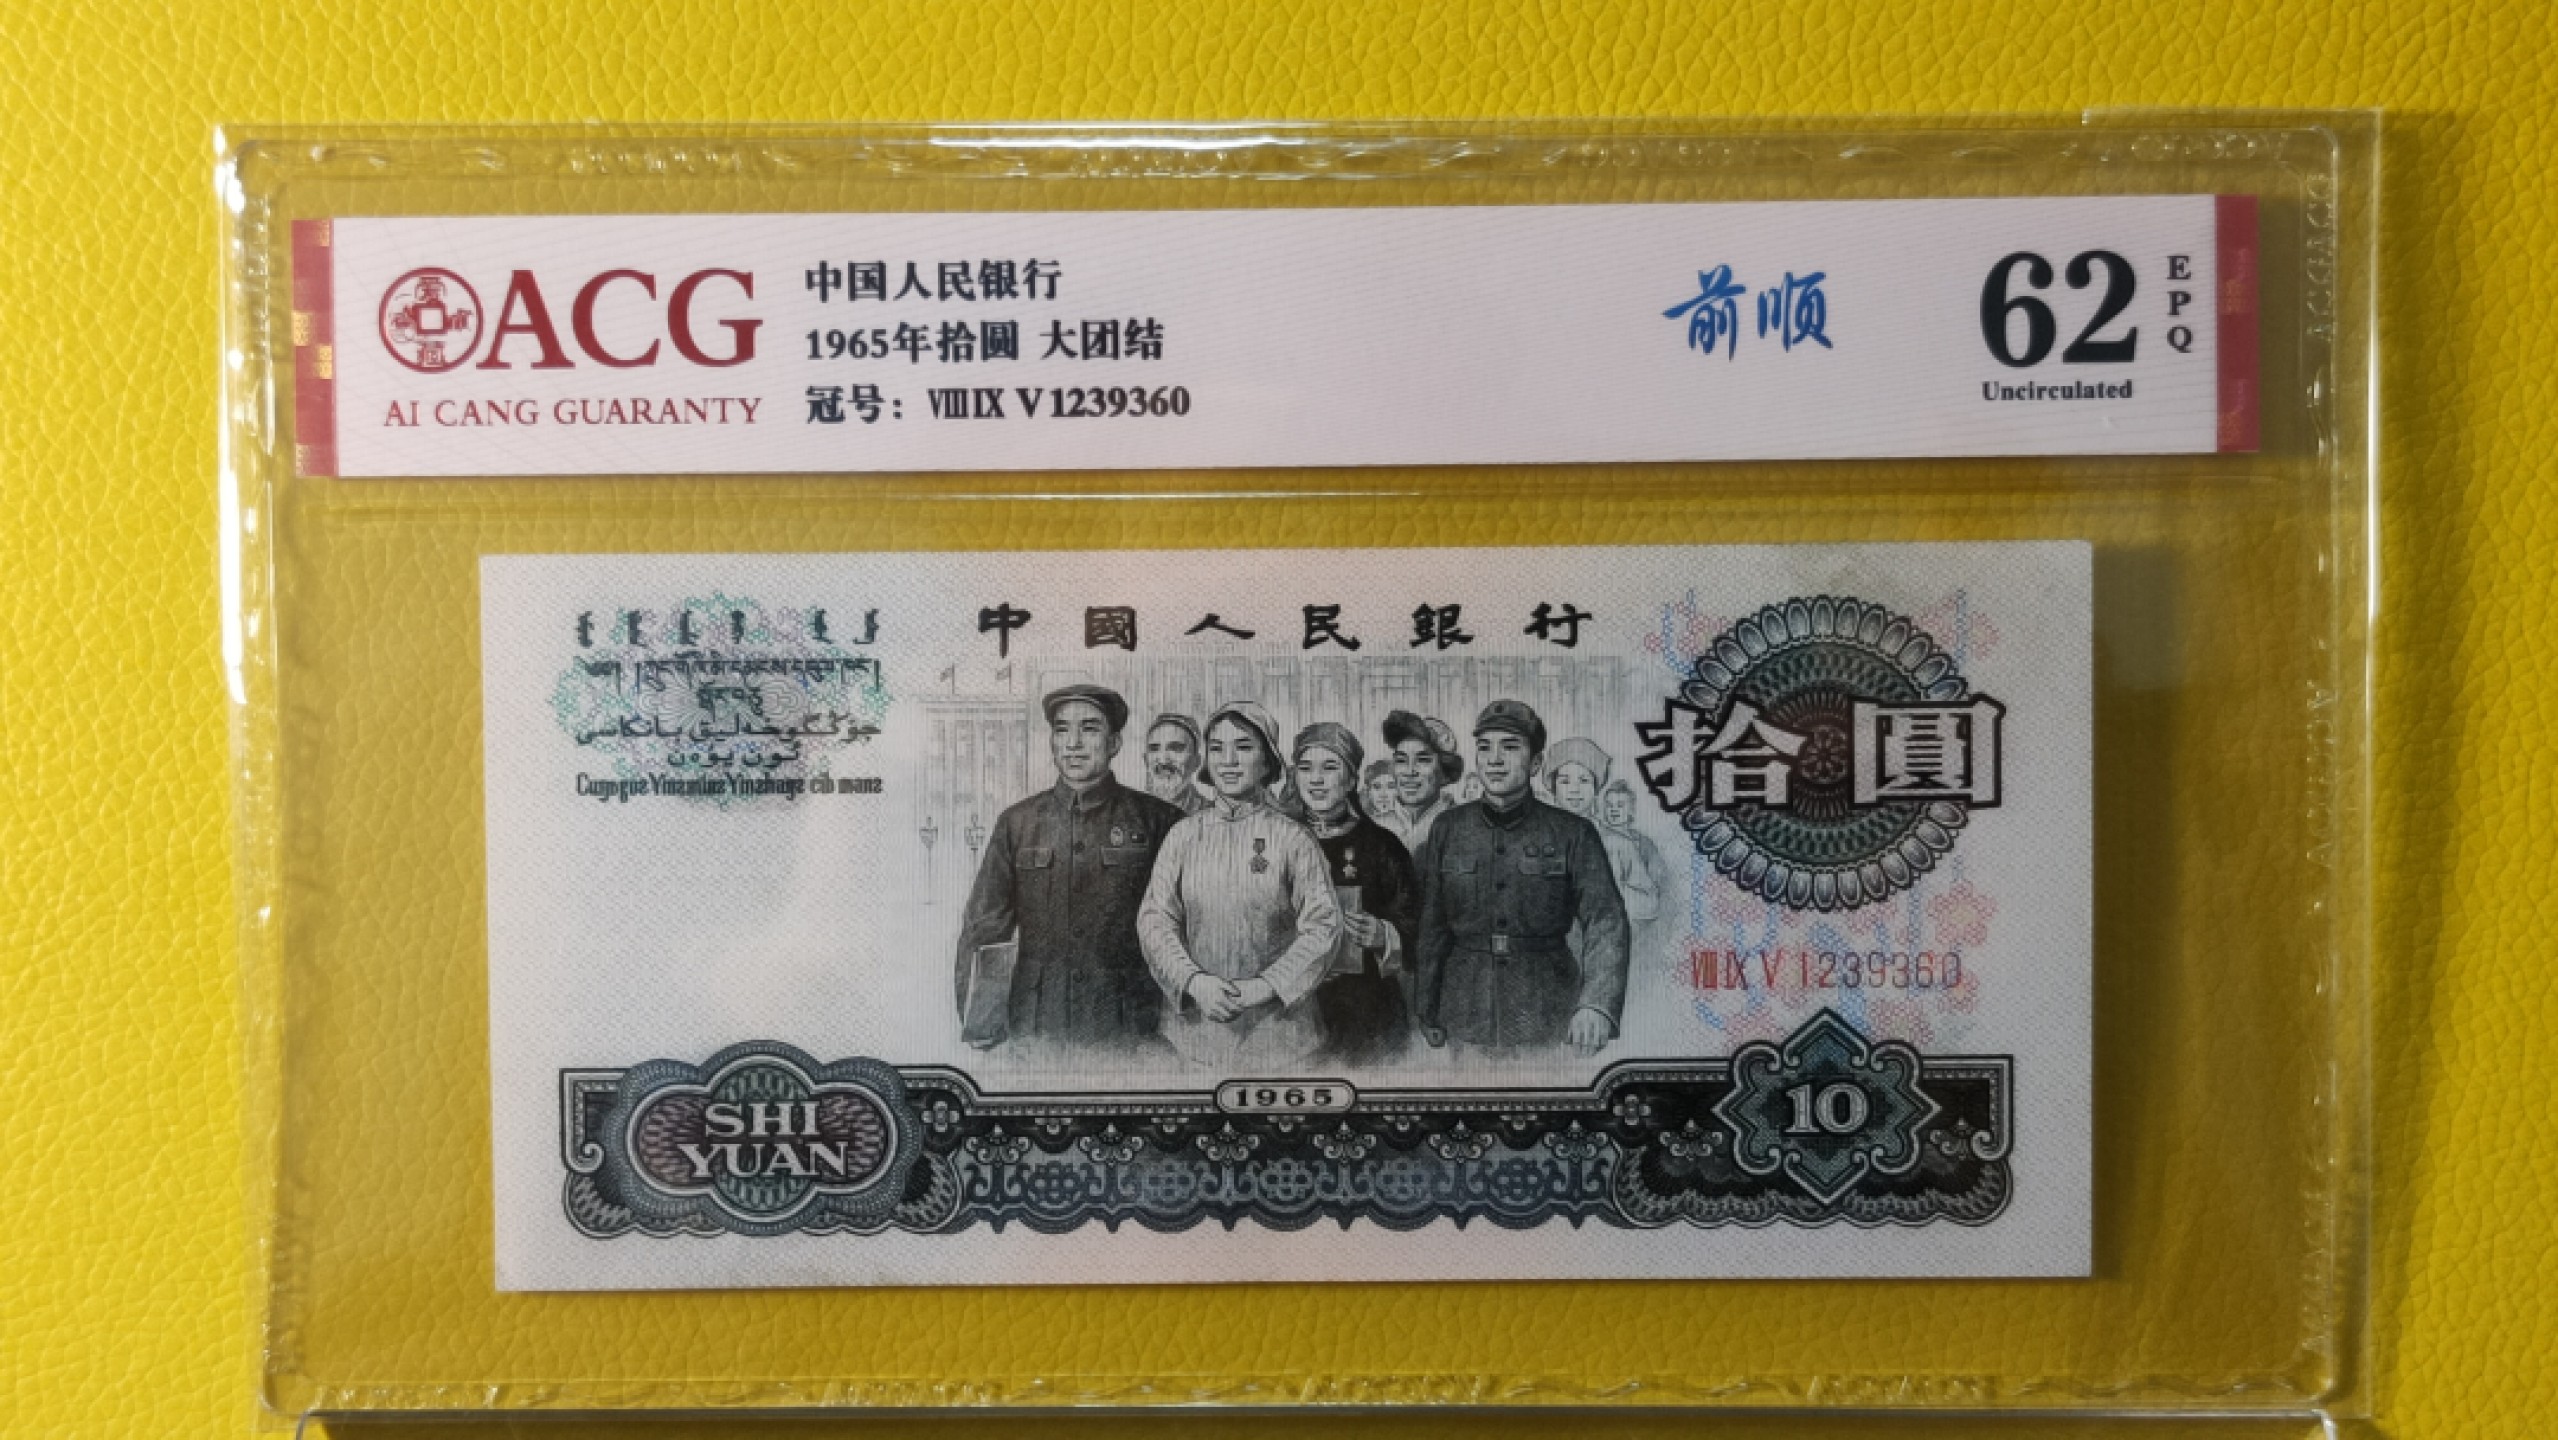 ACG
AI CANG GUARANTY
中国人民银行
1965年拾圆 大团结
冠号：ⅧⅨ Ⅴ 1239360
前顺
62
EPQ
Uncirculated
中國人民銀行
拾圓
ⅧⅨ Ⅴ 1239360
1965
SHI
YUAN
10